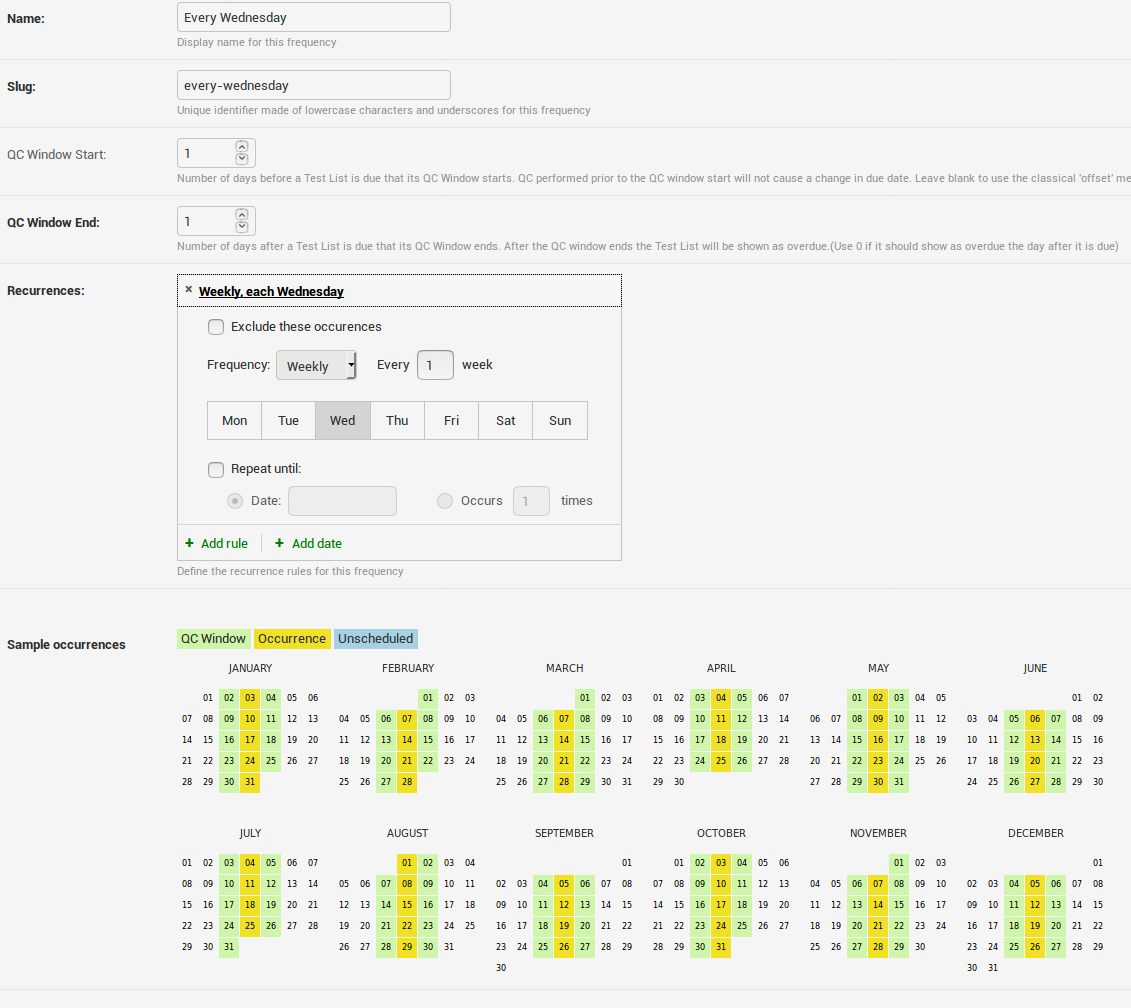 Name:
Every Wednesday
Display name for this frequency
Slug:
every-wednesday
Unique identifier made of lowercase characters and underscores for this frequency
QC Window Start:
1
Number of days before a Test List is due that its QC Window starts. QC performed prior to the QC window start will not cause a change in due date. Leave blank to use the classical 'offset' me
QC Window End:
1
Number of days after a Test List is due that its QC Window ends. After the QC window ends the Test List will be shown as overdue.(Use 0 if it should show as overdue the day after it is due)
Recurrences:
× Weekly, each Wednesday
Exclude these occurences
Frequency: Weekly Every 1 week
Mon Tue Wed Thu Fri Sat Sun
Repeat until:
Date: Occurs 1 times
+ Add rule + Add date
Define the recurrence rules for this frequency
Sample occurrences
QC Window Occurrence Unscheduled
JANUARY FEBRUARY MARCH APRIL MAY JUNE
01 02 03 04 05 06 01 02 03 01 02 03 01 02 03 04 05 06 07 01 02 03 04 05 01 02
07 08 09 10 11 12 13 04 05 06 07 08 09 10 04 05 06 07 08 09 10 08 09 10 11 12 13 14 06 07 08 09 10 11 12 03 04 05 06 07 08 09
14 15 16 17 18 19 20 11 12 13 14 15 16 17 11 12 13 14 15 16 17 15 16 17 18 19 20 21 13 14 15 16 17 18 19 10 11 12 13 14 15 16
21 22 23 24 25 26 27 18 19 20 21 22 23 24 18 19 20 21 22 23 24 22 23 24 25 26 27 28 20 21 22 23 24 25 26 17 18 19 20 21 22 23
28 29 30 31 25 26 27 28 25 26 27 28 29 30 31 29 30 27 28 29 30 31 24 25 26 27 28 29 30
JULY AUGUST SEPTEMBER OCTOBER NOVEMBER DECEMBER
01 02 03 04 05 06 07 01 02 03 04 01 01 02 03 04 05 06 01 02 03 01
08 09 10 11 12 13 14 05 06 07 08 09 10 11 02 03 04 05 06 07 08 07 08 09 10 11 12 13 04 05 06 07 08 09 10 02 03 04 05 06 07 08
15 16 17 18 19 20 21 12 13 14 15 16 17 18 09 10 11 12 13 14 15 14 15 16 17 18 19 20 11 12 13 14 15 16 17 09 10 11 12 13 14 15
22 23 24 25 26 27 28 19 20 21 22 23 24 25 16 17 18 19 20 21 22 21 22 23 24 25 26 27 18 19 20 21 22 23 24 16 17 18 19 20 21 22
29 30 31 26 27 28 29 30 31 23 24 25 26 27 28 29 28 29 30 31 25 26 27 28 29 30 23 24 25 26 27 28 29
30 30 31